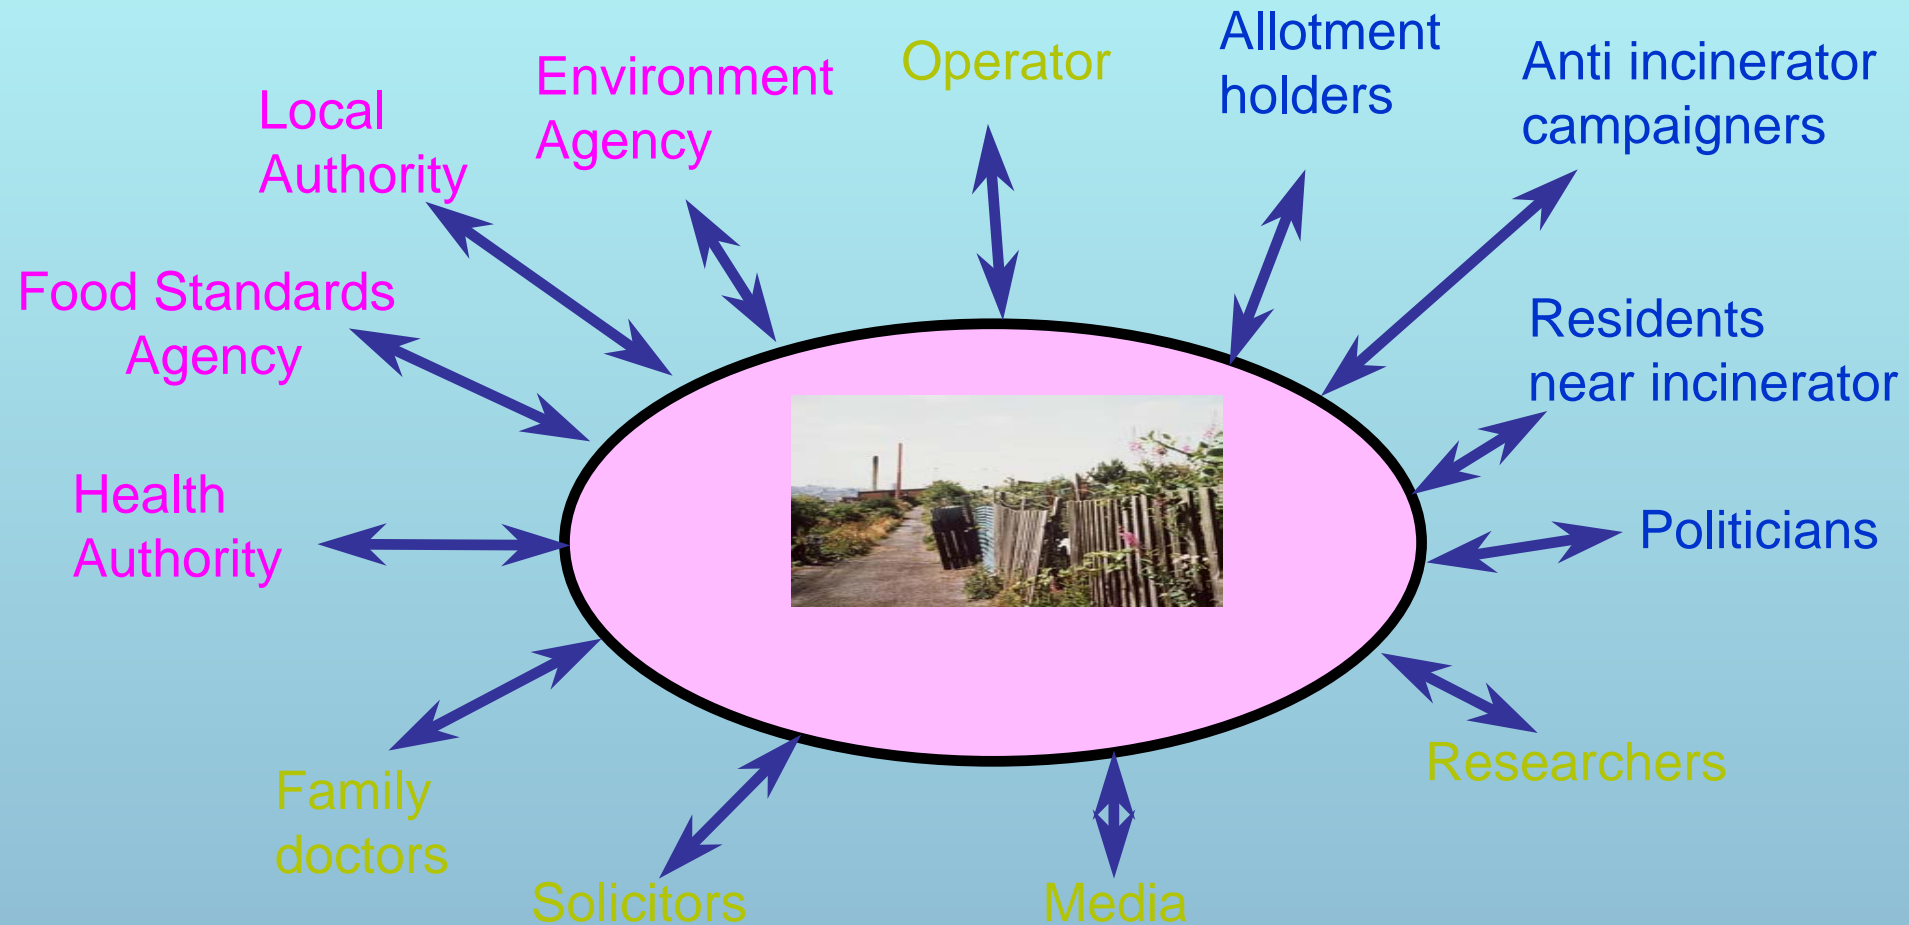 Local
Authority
Environment
Agency
Operator
Allotment
holders
Anti incinerator
campaigners
Food Standards
Agency
Residents
near incinerator
Health
Authority
Politicians
Family
doctors
Solicitors
Media
Researchers